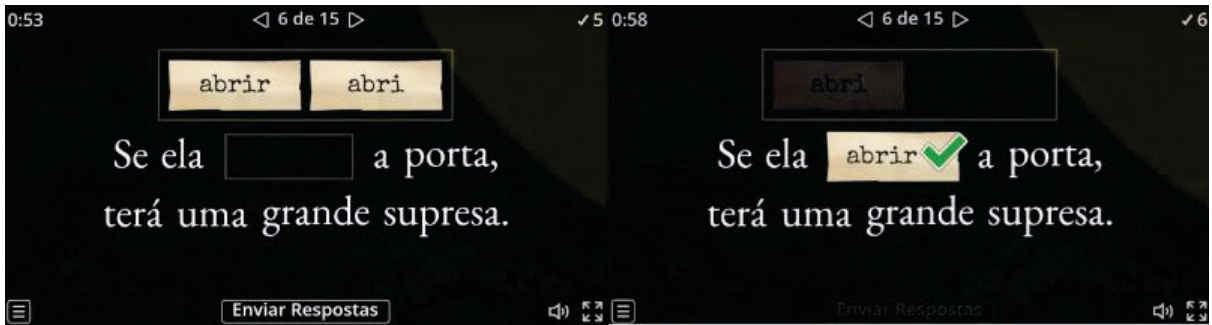 0:53 ◁ 6 de 15 ▷ ✓5
abrir abri
Se ela a porta,
terá uma grande supresa.
Enviar Respostas
0:58 ◁ 6 de 15 ▷ ✓6
abri
Se ela abrir a porta,
terá uma grande supresa.
Enviar Respostas